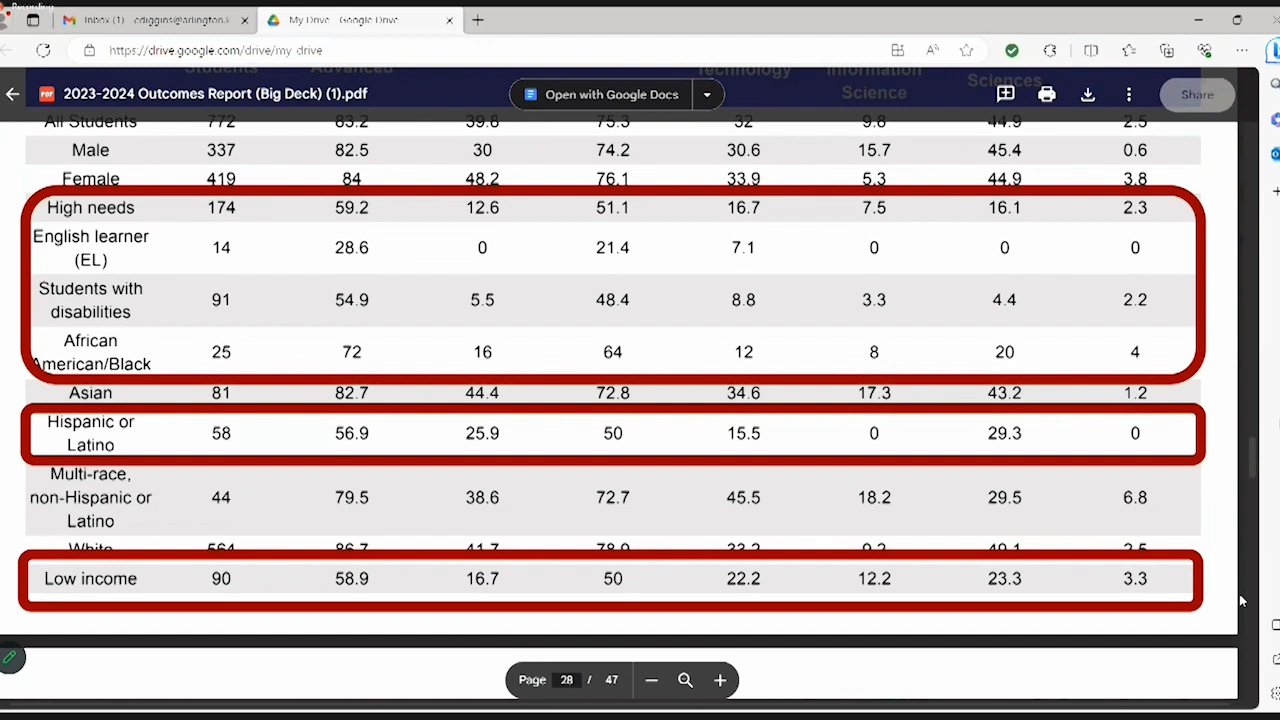 Recording
Inbox (1)
My Drive - Google Drive
https://drive.google.com/drive/my-drive
Students Advanced Technology Information Sciences
Science
2023-2024 Outcomes Report (Big Deck) (1).pdf
Open with Google Docs
Share
All Students 772 83.2 39.8 75.3 32 9.8 44.9 2.5
Male 337 82.5 30 74.2 30.6 15.7 45.4 0.6
Female 419 84 48.2 76.1 33.9 5.3 44.9 3.8
High needs 174 59.2 12.6 51.1 16.7 7.5 16.1 2.3
English learner
(EL) 14 28.6 0 21.4 7.1 0 0 0
Students with
disabilities 91 54.9 5.5 48.4 8.8 3.3 4.4 2.2
African
American/Black 25 72 16 64 12 8 20 4
Asian 81 82.7 44.4 72.8 34.6 17.3 43.2 1.2
Hispanic or
Latino 58 56.9 25.9 50 15.5 0 29.3 0
Multi-race,
non-Hispanic or 44 79.5 38.6 72.7 45.5 18.2 29.5 6.8
Latino
White 564 86.7 41.7 78.9 33.2 9.2 49.1 2.5
Low income 90 58.9 16.7 50 22.2 12.2 23.3 3.3
Page 28 / 47